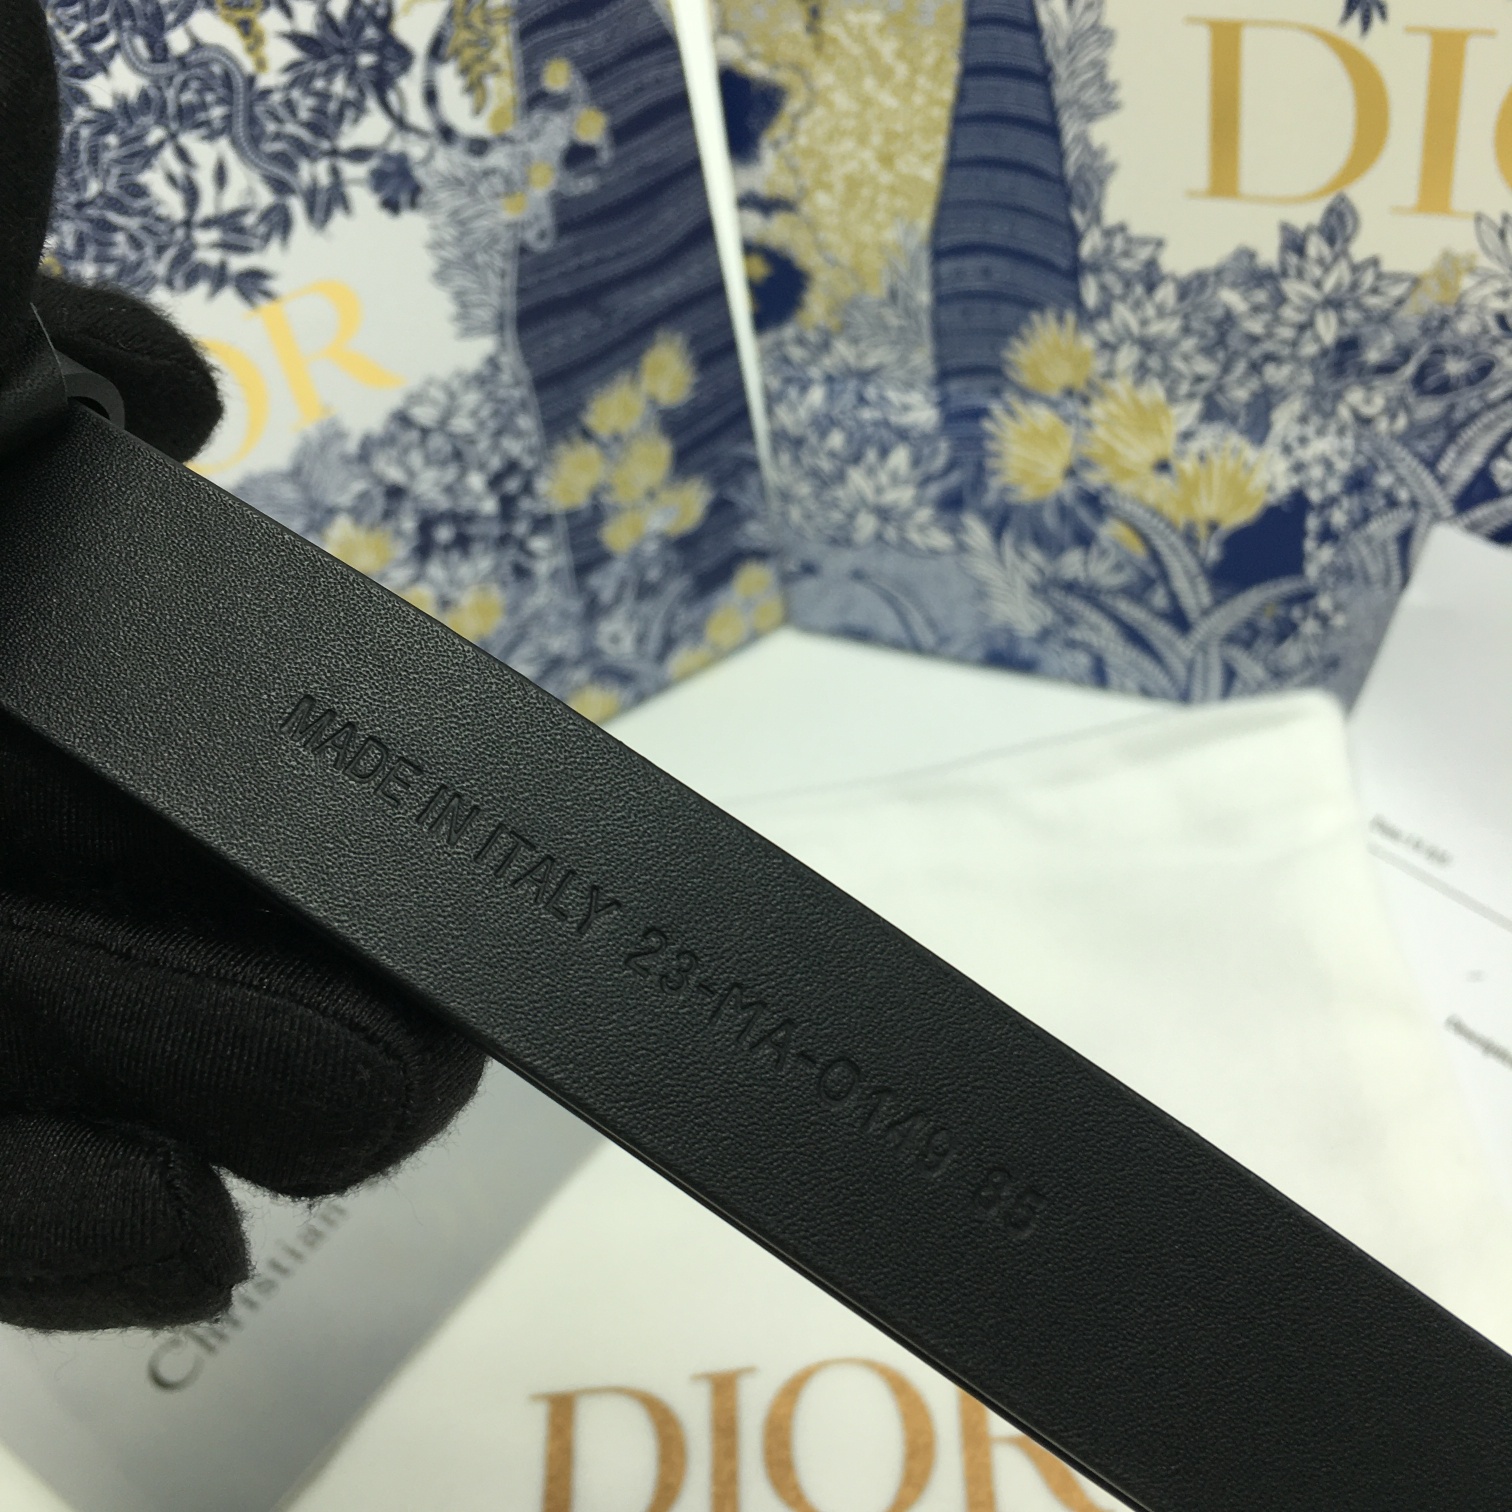 DIO
OR
MADE IN ITALY 23-MA-0149 85
Christian
DIOR